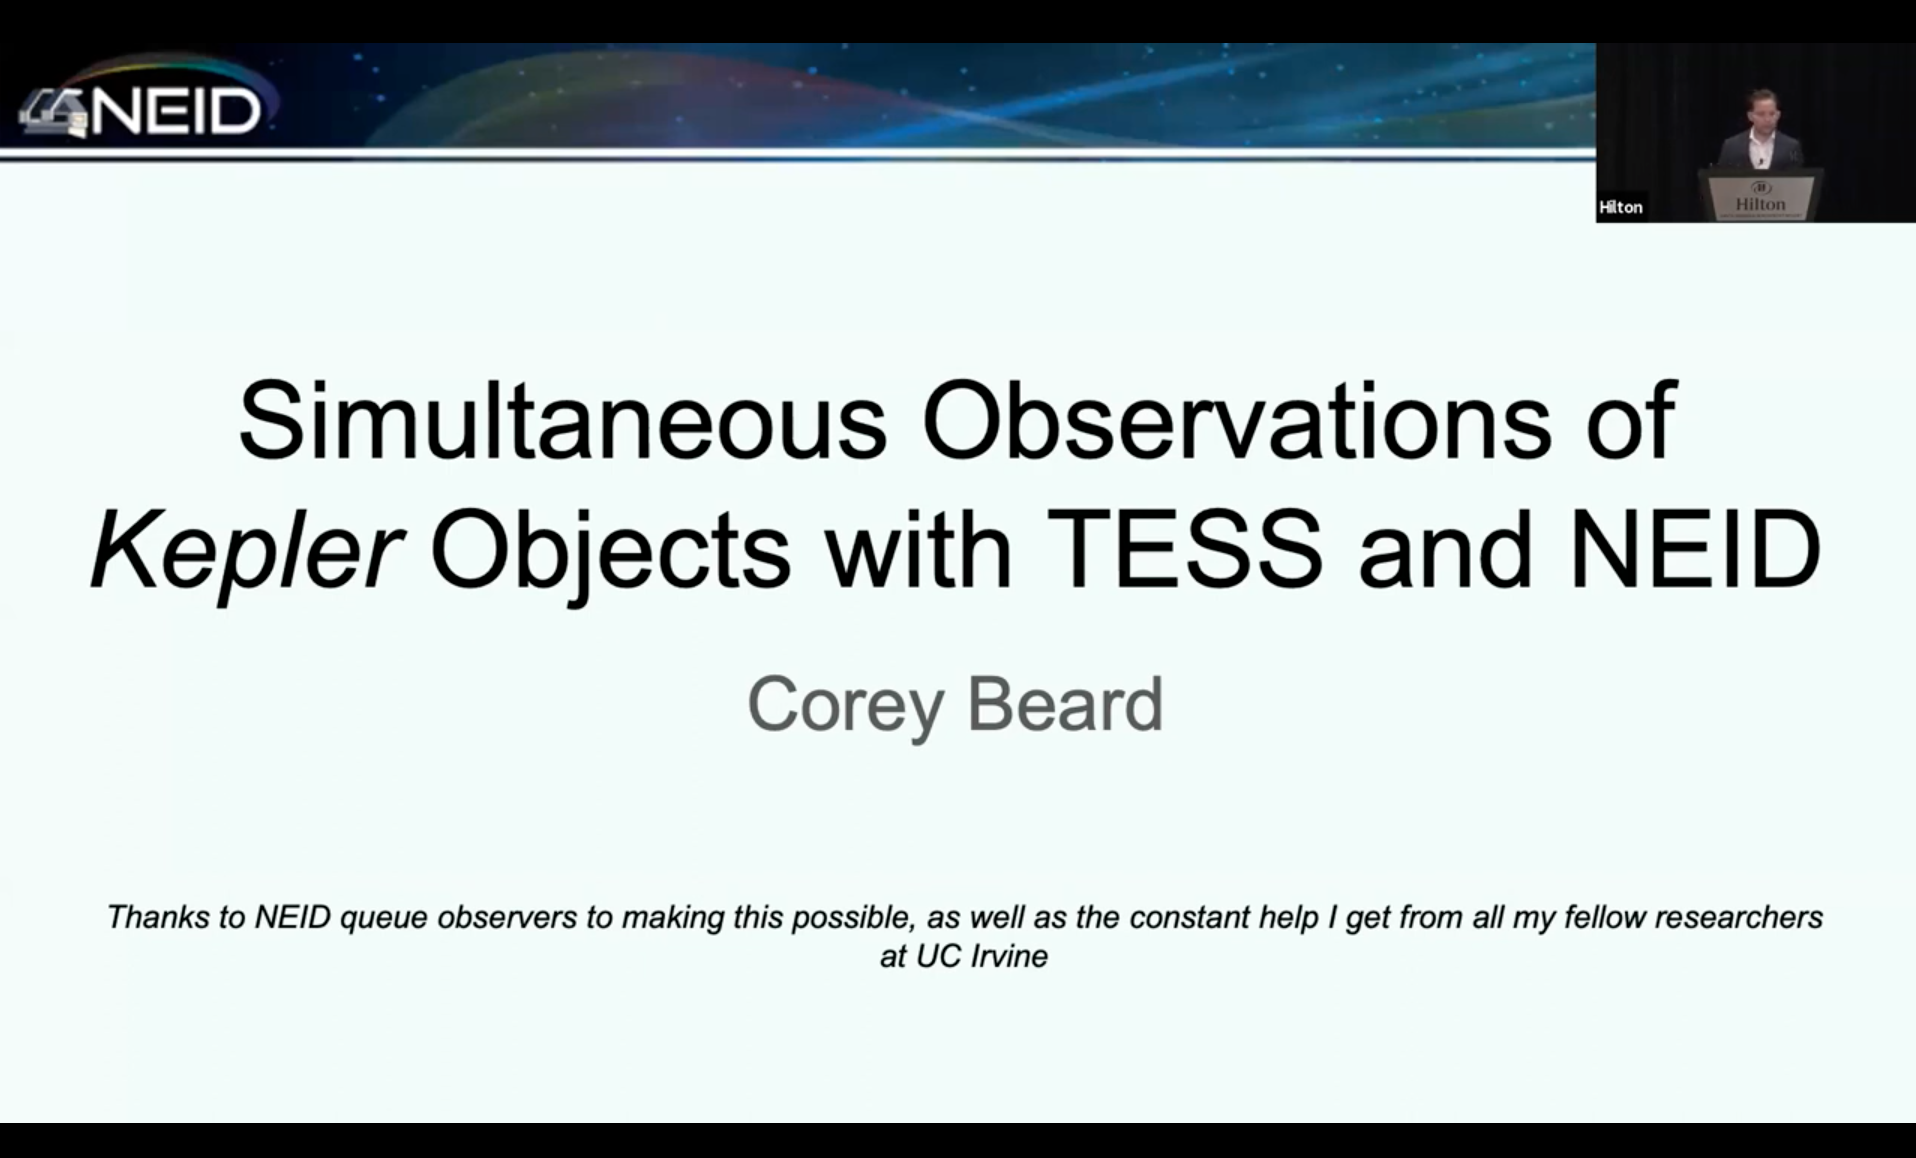 NEID
Hilton
Hilton
Simultaneous Observations of
Kepler Objects with TESS and NEID
Corey Beard
Thanks to NEID queue observers to making this possible, as well as the constant help I get from all my fellow researchers
at UC Irvine